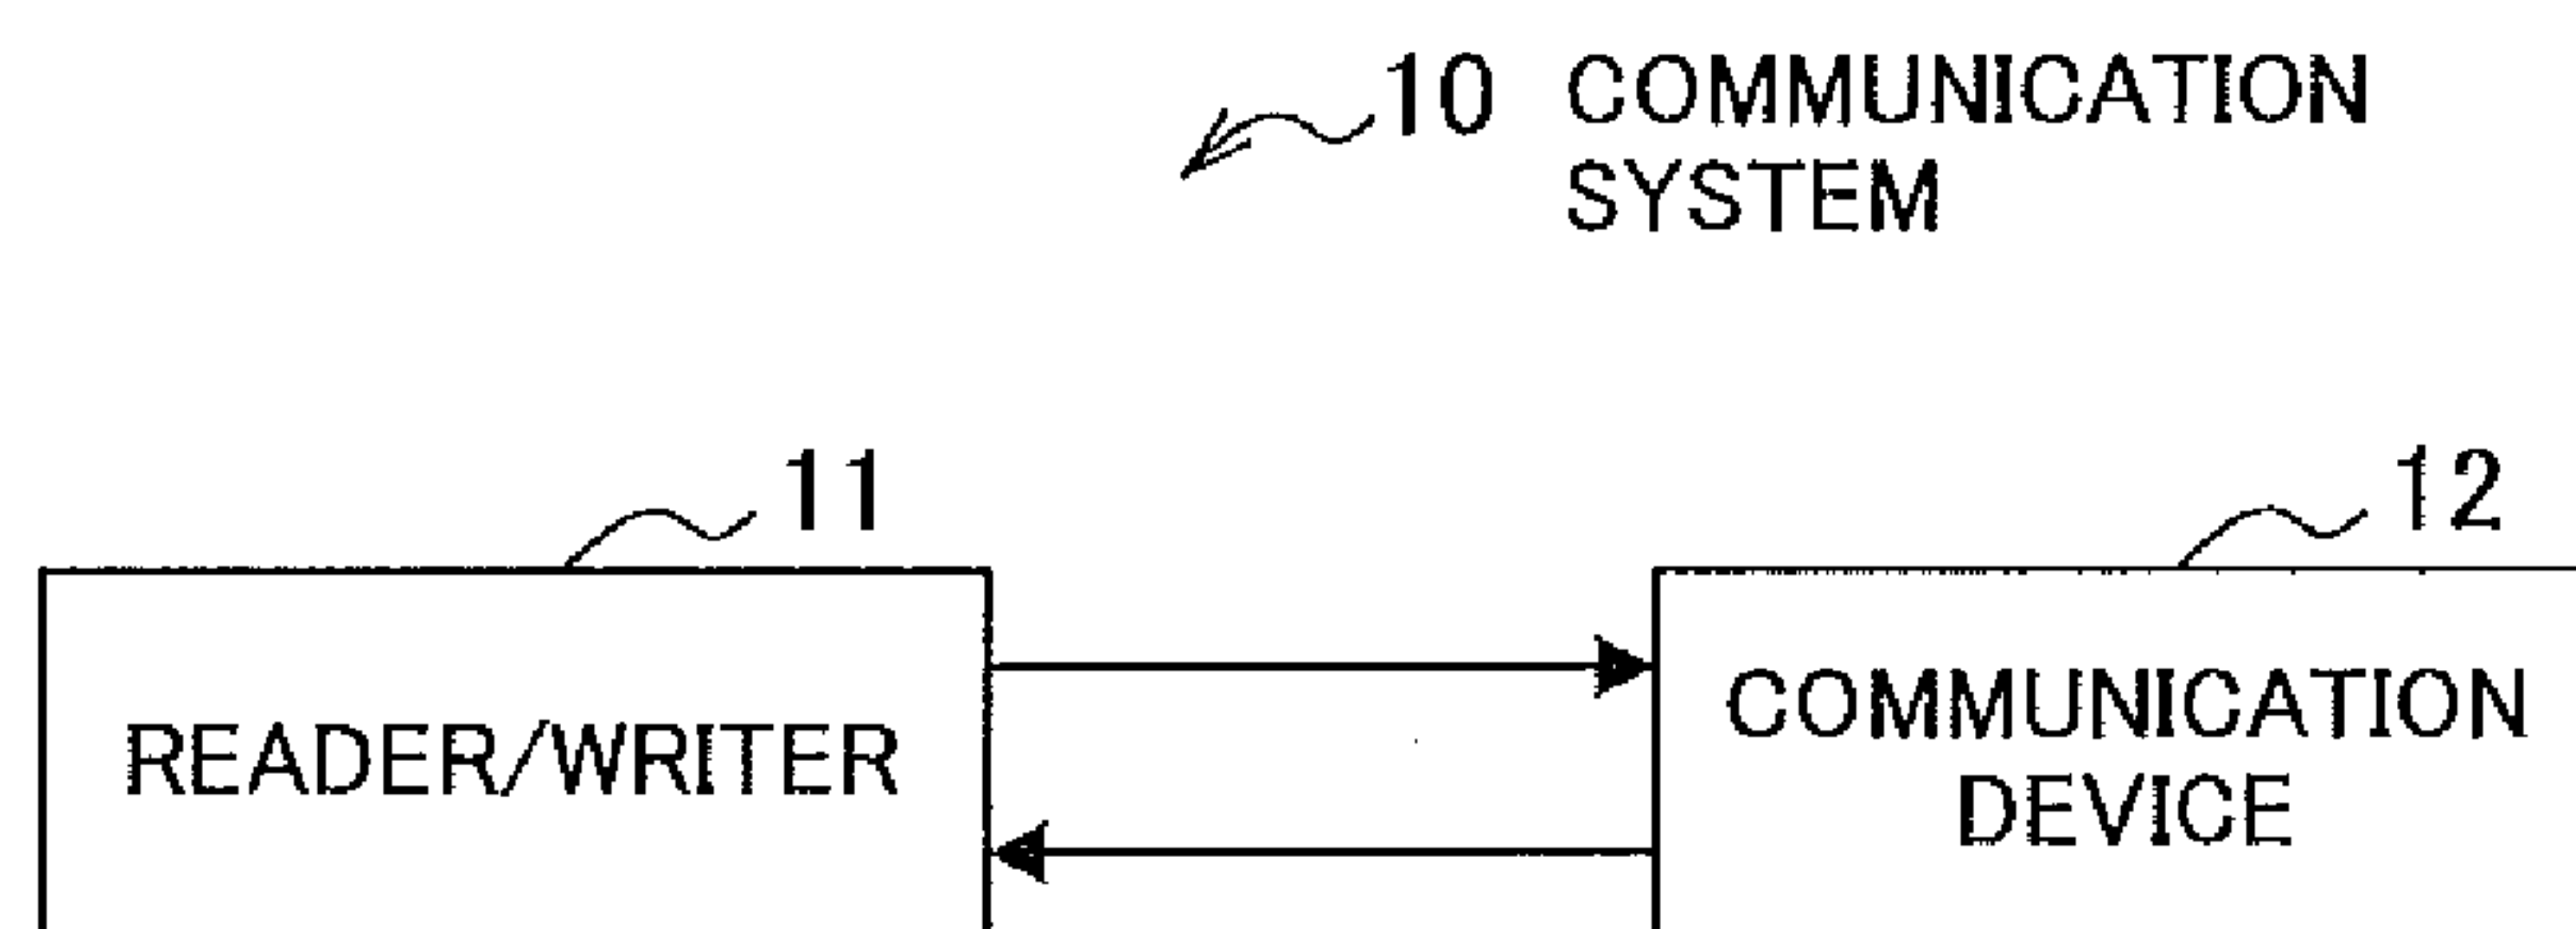 10 COMMUNICATION
SYSTEM
11
12
READER/WRITER
COMMUNICATION
DEVICE